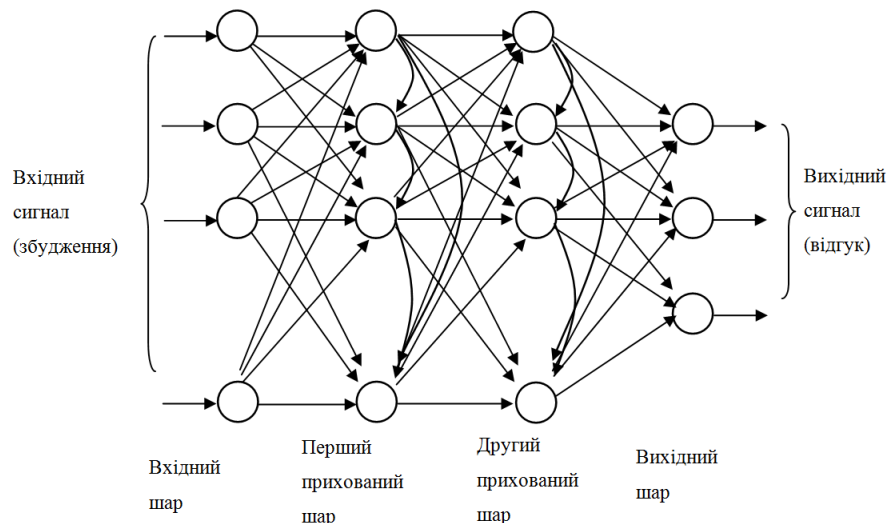 Вхідний
сигнал
(збудження)
Вихідний
сигнал
(відгук)
Вхідний
шар
Перший
прихований
шар
Другий
прихований
шар
Вихідний
шар